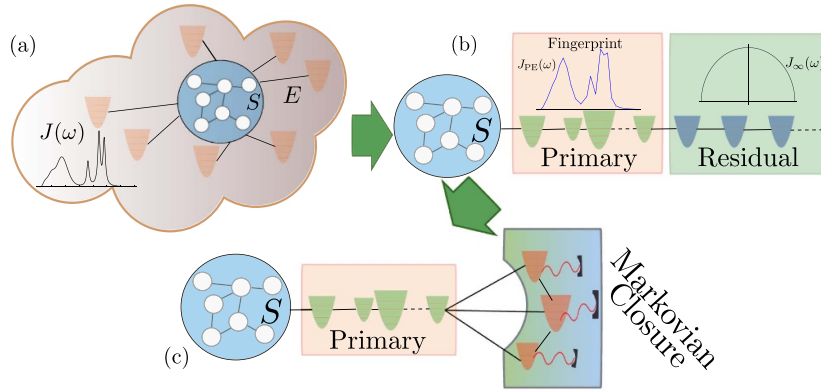 (a)
S
E
J(ω)
(b)
Fingerprint
J_PE(ω)
J_∞(ω)
S
Primary
Residual
S
Primary
(c)
Markovian
Closure